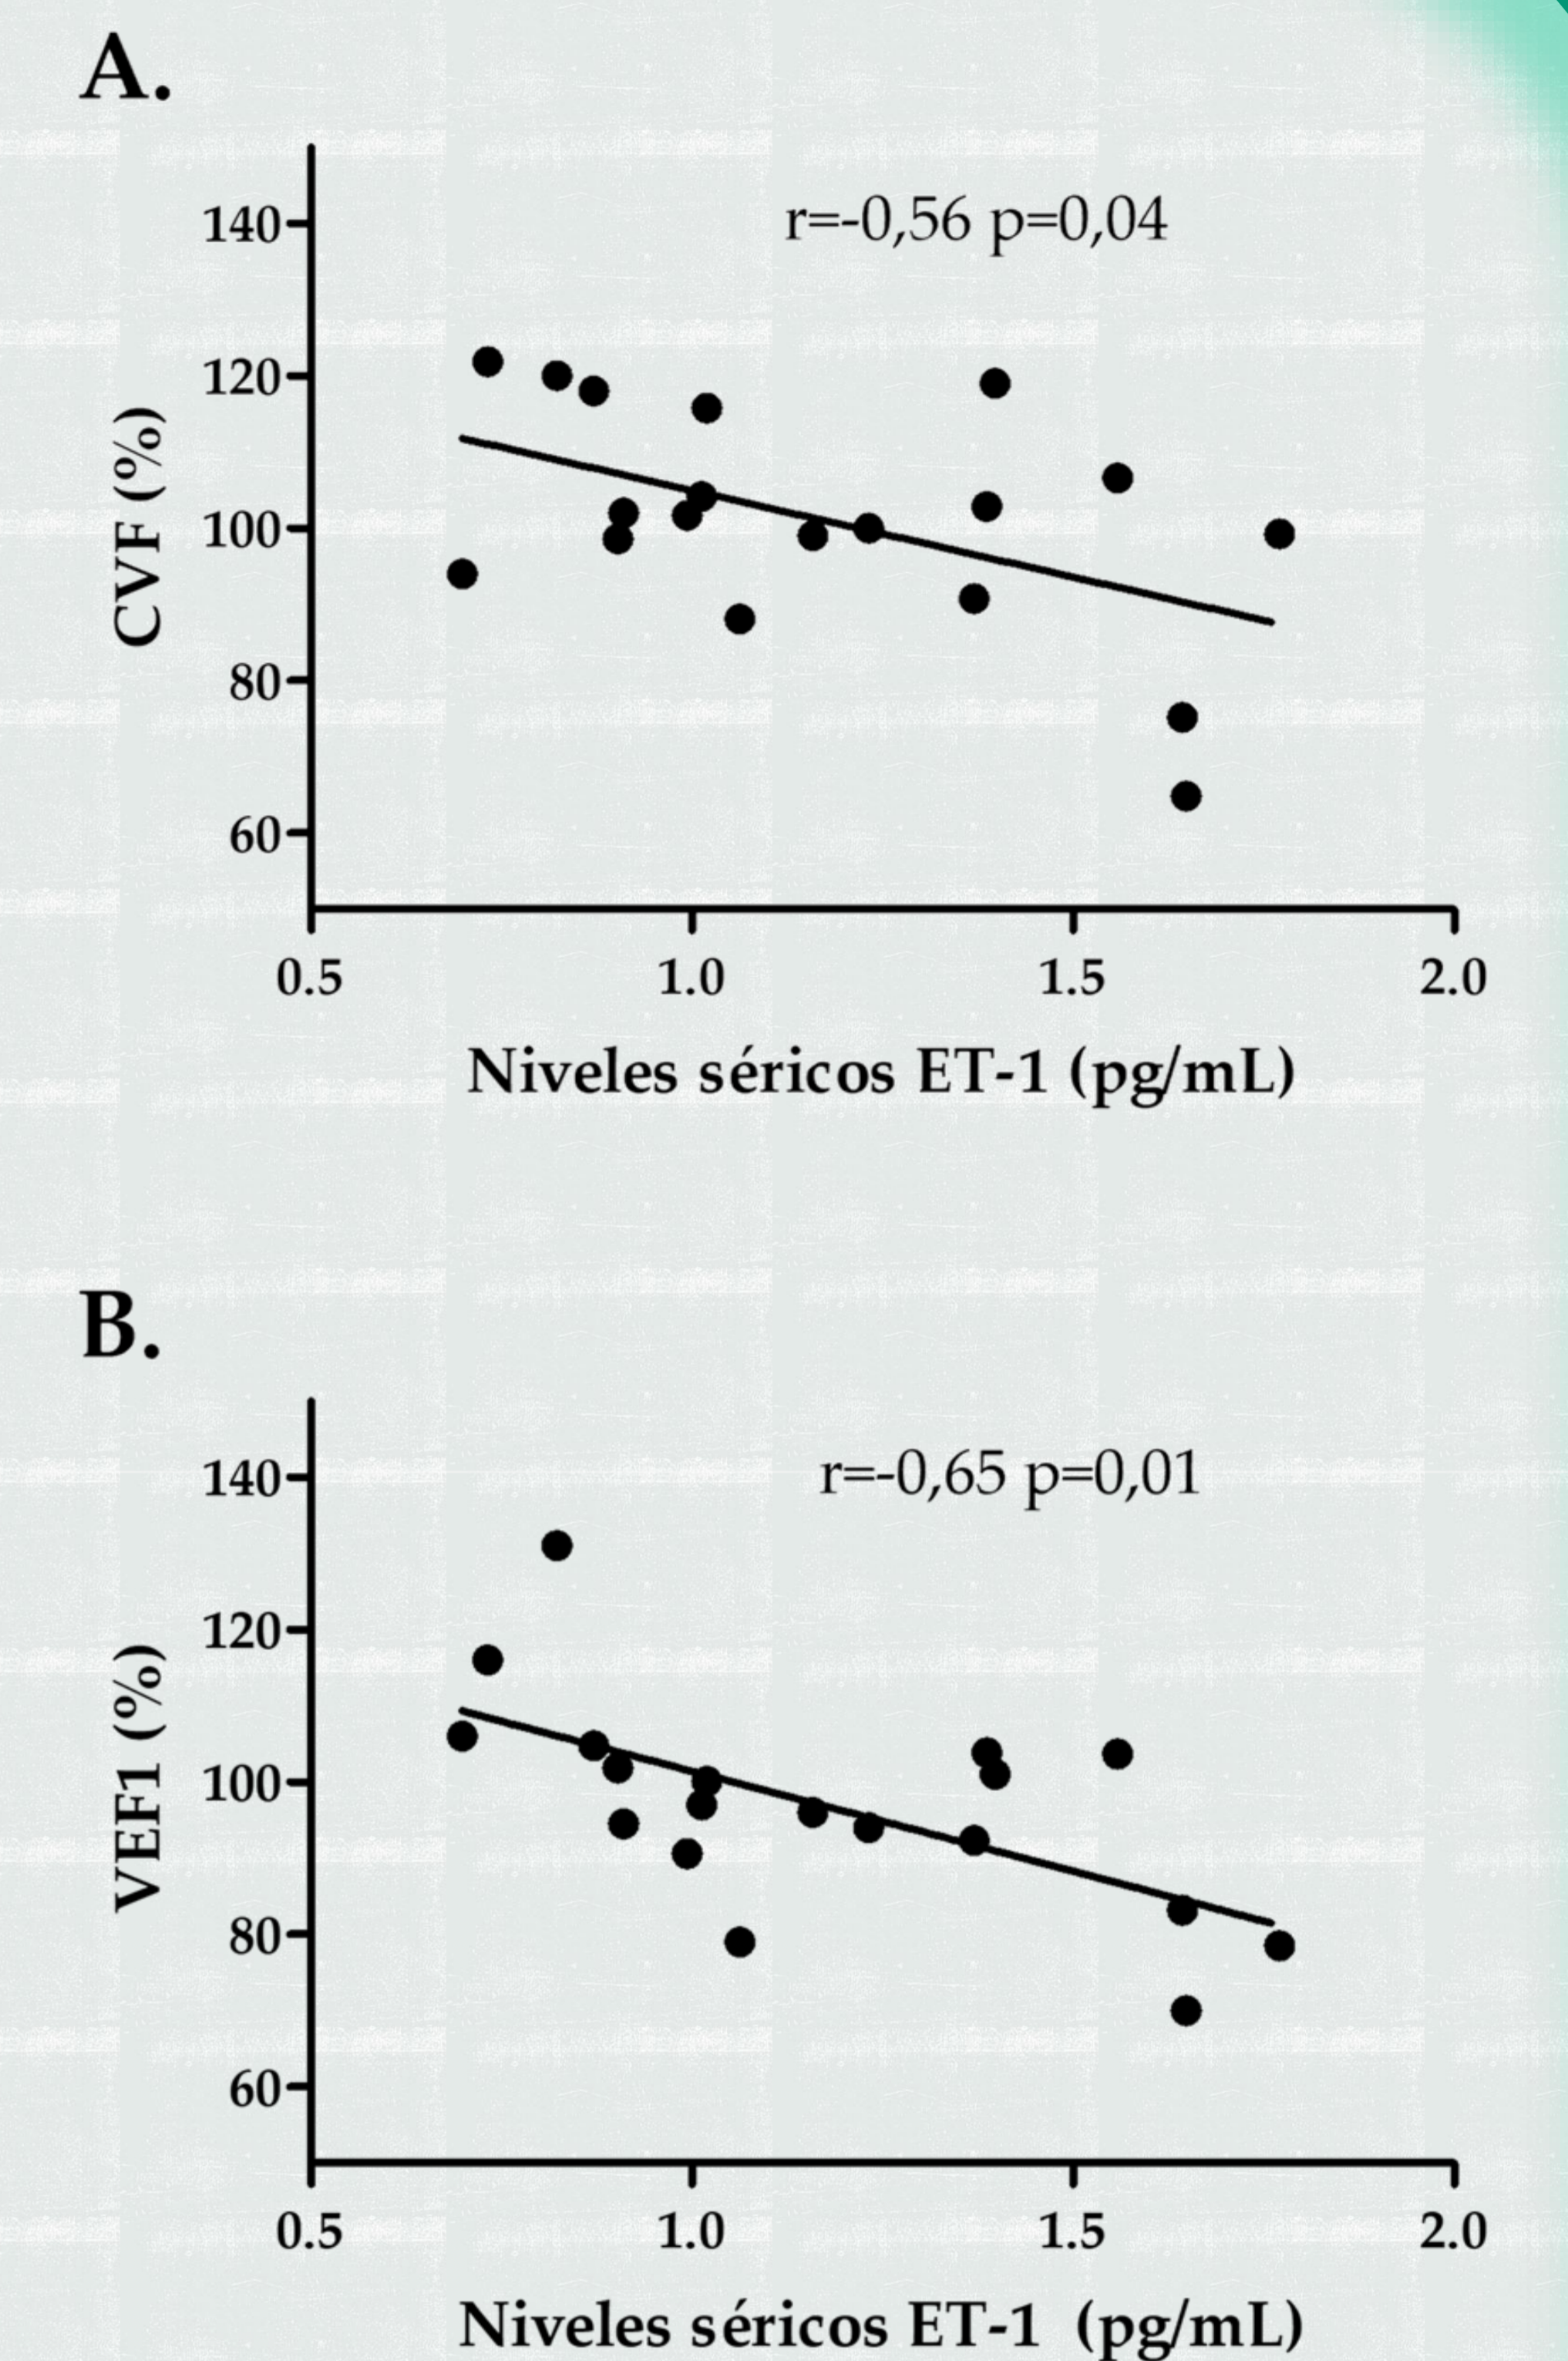 A.
r=-0,56 p=0,04
140
120
100
80
60
CVF (%)
0.5 1.0 1.5 2.0
Niveles séricos ET-1 (pg/mL)
B.
r=-0,65 p=0,01
140
120
100
80
60
VEF1 (%)
0.5 1.0 1.5 2.0
Niveles séricos ET-1 (pg/mL)